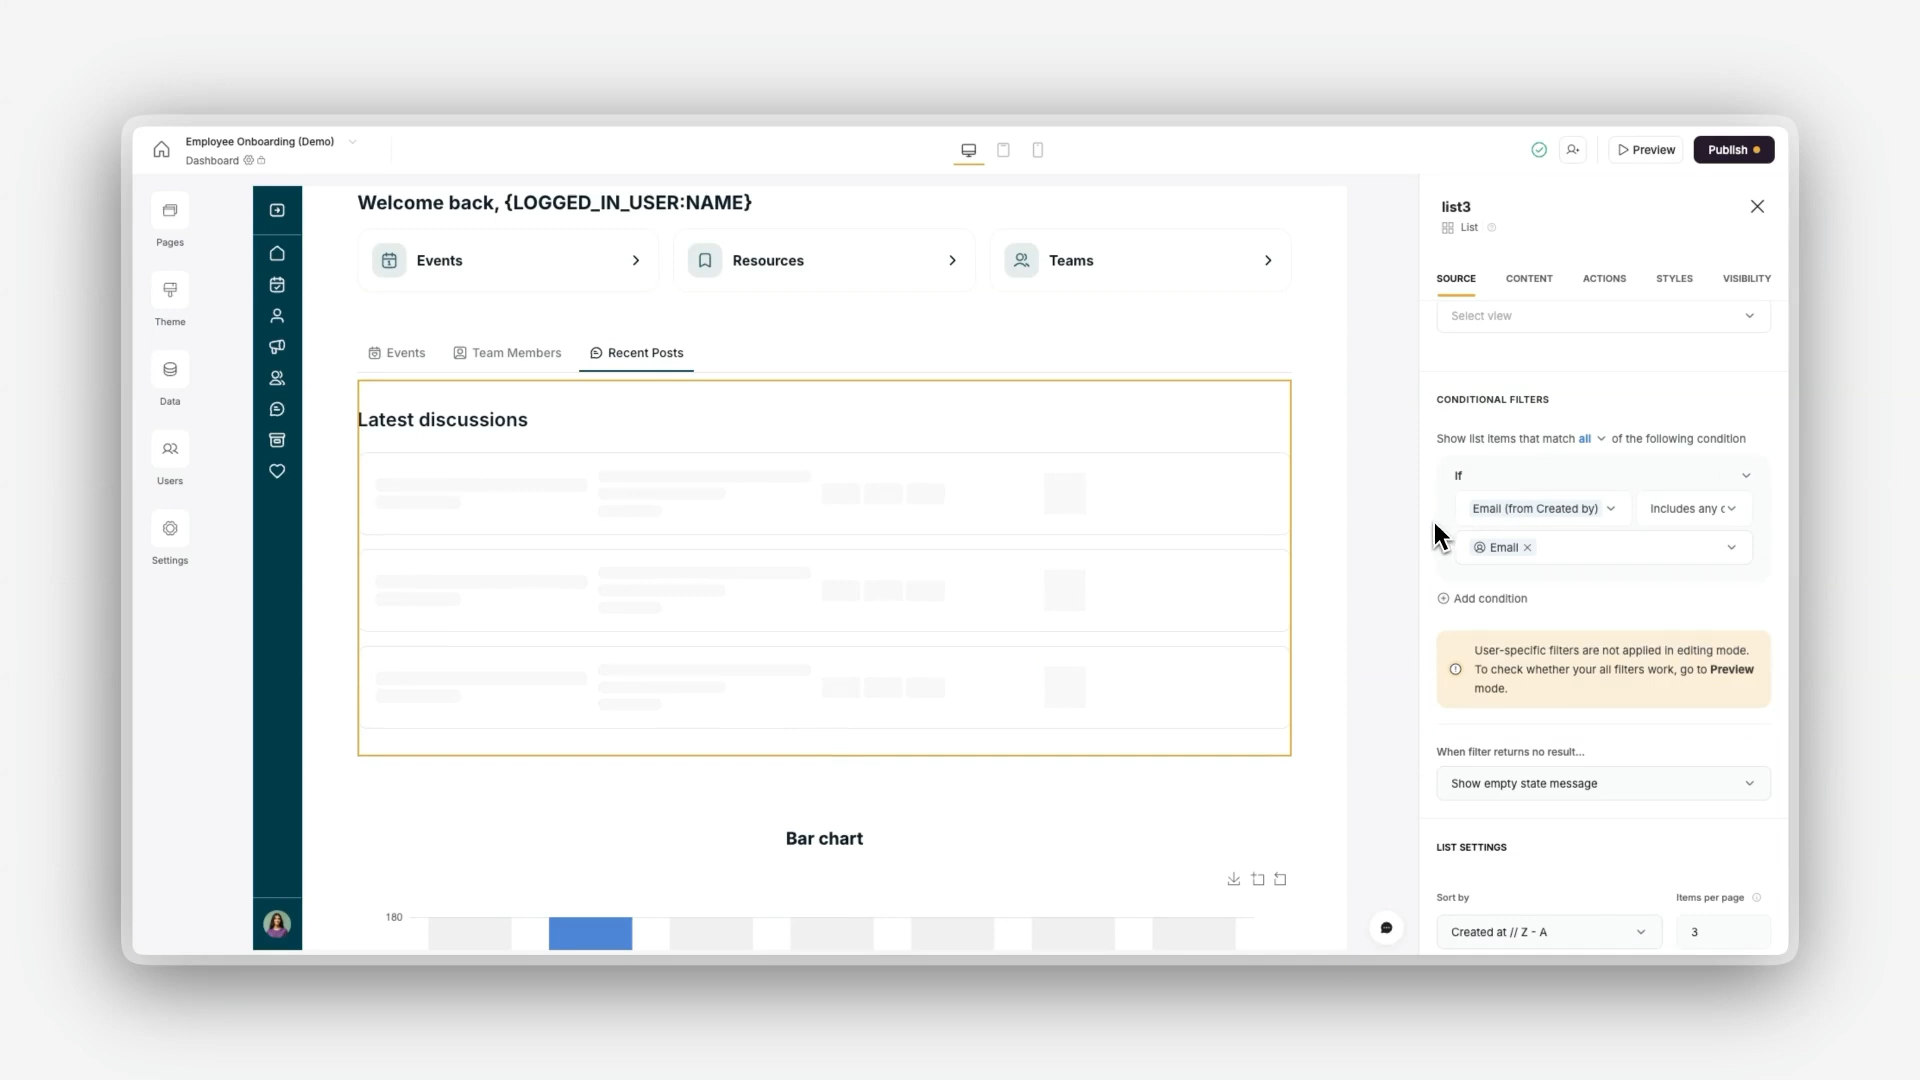 Employee Onboarding (Demo)
Dashboard
Preview
Publish
Pages
Theme
Data
Users
Settings
Welcome back, {LOGGED_IN_USER:NAME}
Events
Resources
Teams
Events
Team Members
Recent Posts
Latest discussions
Bar chart
180
list3
List
SOURCE
CONTENT
ACTIONS
STYLES
VISIBILITY
Select view
CONDITIONAL FILTERS
Show list items that match all of the following condition
If
Email (from Created by)
Includes any c
Email
Add condition
User-specific filters are not applied in editing mode.
To check whether your all filters work, go to Preview
mode.
When filter returns no result...
Show empty state message
LIST SETTINGS
Sort by
Items per page
Created at // Z - A
3